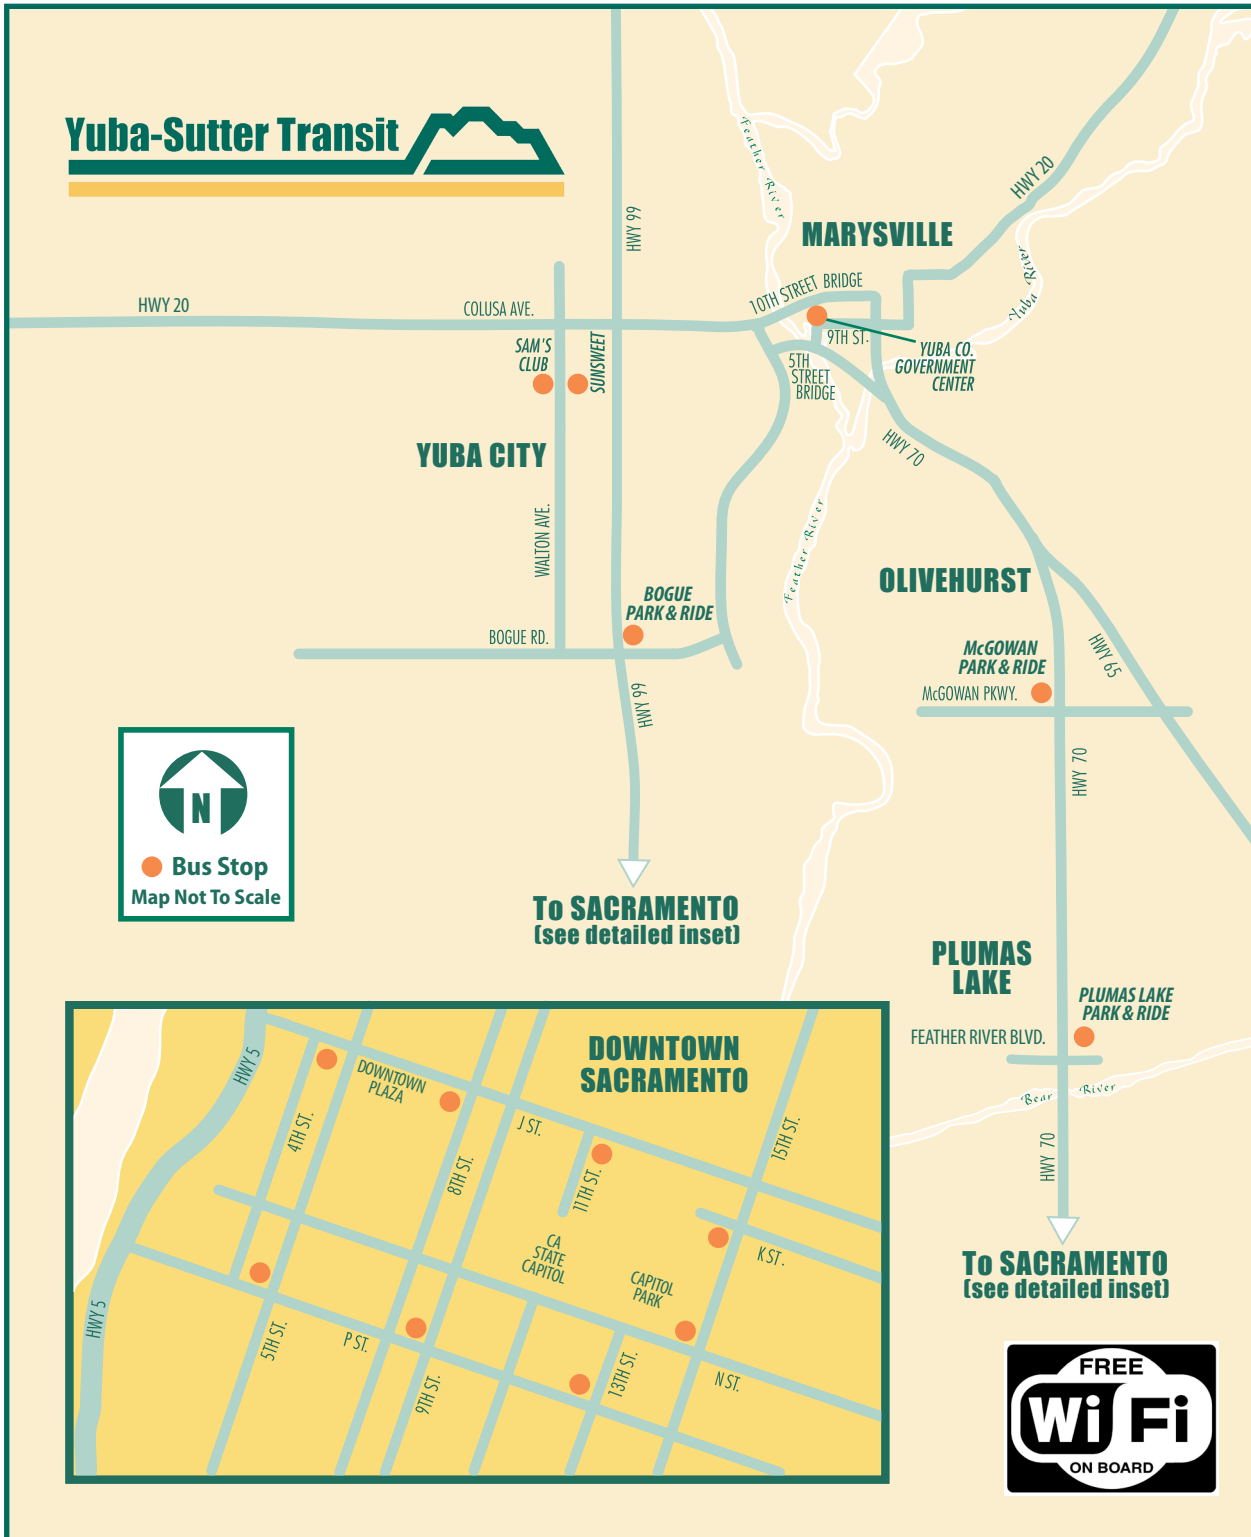 Yuba-Sutter Transit
HWY 99
HWY 20
Feather River
MARYSVILLE
Yuba River
HWY 20
COLUSA AVE.
10TH STREET BRIDGE
9TH ST.
SAM'S
CLUB
SUNSWEET
5TH
STREET
BRIDGE
YUBA CO.
GOVERNMENT
CENTER
YUBA CITY
HWY 70
WALTON AVE.
Feather River
OLIVEHURST
BOGUE
PARK & RIDE
BOGUE RD.
HWY 65
McGOWAN
PARK & RIDE
McGOWAN PKWY.
HWY 99
HWY 70
N
Bus Stop
Map Not To Scale
To SACRAMENTO
(see detailed inset)
PLUMAS
LAKE
PLUMAS LAKE
PARK & RIDE
FEATHER RIVER BLVD.
Bear River
HWY 70
To SACRAMENTO
(see detailed inset)
DOWNTOWN
SACRAMENTO
HWY 5
DOWNTOWN
PLAZA
4TH ST.
J ST.
15TH ST.
8TH ST.
11TH ST.
CA
STATE
CAPITOL
K ST.
CAPITOL
PARK
HWY 5
5TH ST.
P ST.
9TH ST.
13TH ST.
N ST.
FREE
Wi Fi
ON BOARD